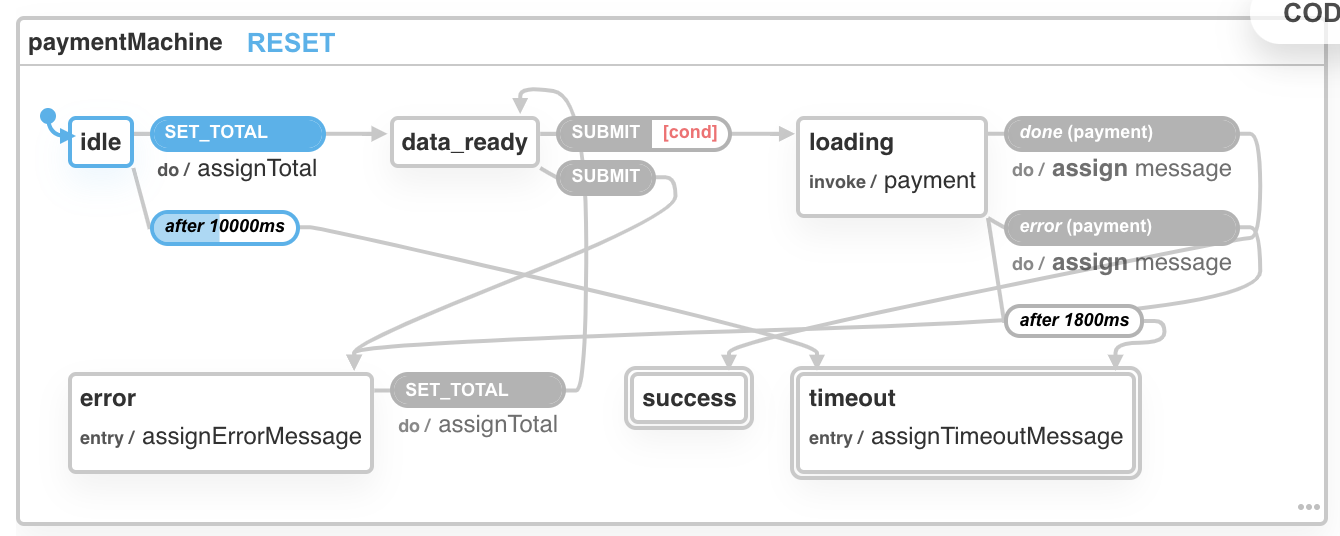 COD
paymentMachine RESET
idle
SET_TOTAL
do / assignTotal
after 10000ms
data_ready
SUBMIT [cond]
SUBMIT
loading
invoke / payment
done (payment)
do / assign message
error (payment)
do / assign message
after 1800ms
error
entry / assignErrorMessage
SET_TOTAL
do / assignTotal
success
timeout
entry / assignTimeoutMessage